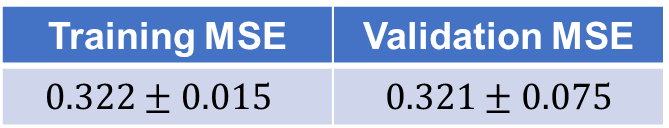 Training MSE Validation MSE
0.322 ± 0.015 0.321 ± 0.075